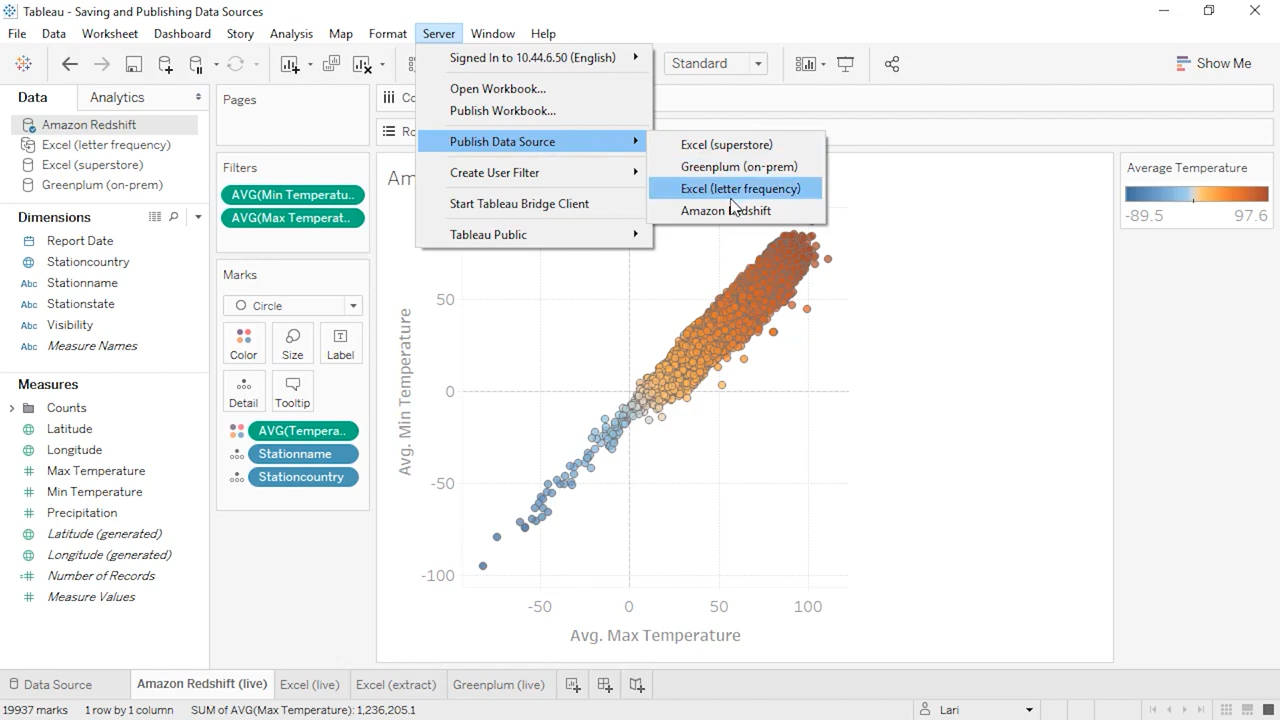 Tableau - Saving and Publishing Data Sources
File Data Worksheet Dashboard Story Analysis Map Format Server Window Help
Standard
Show Me
Data Analytics
Amazon Redshift
Excel (letter frequency)
Excel (superstore)
Greenplum (on-prem)
Dimensions
Report Date
Stationcountry
Abc Stationname
Abc Stationstate
Abc Visibility
Abc Measure Names
Measures
Counts
Latitude
Longitude
Max Temperature
Min Temperature
Precipitation
Latitude (generated)
Longitude (generated)
Number of Records
Measure Values
Pages
Filters
AVG(Min Temperatu..
AVG(Max Temperat..
Marks
Circle
Color Size Label
Detail Tooltip
AVG(Tempera..
Stationname
Stationcountry
Signed In to 10.44.6.50 (English)
Open Workbook...
Publish Workbook...
Publish Data Source
Create User Filter
Start Tableau Bridge Client
Tableau Public
Excel (superstore)
Greenplum (on-prem)
Excel (letter frequency)
Amazon Redshift
Co
Ro
Am
Avg. Min Temperature
50
0
-50
-100
-50 0 50 100
Avg. Max Temperature
Average Temperature
-89.5 97.6
Data Source Amazon Redshift (live) Excel (live) Excel (extract) Greenplum (live)
19937 marks 1 row by 1 column SUM of AVG(Max Temperature): 1,236,205.1 Lari